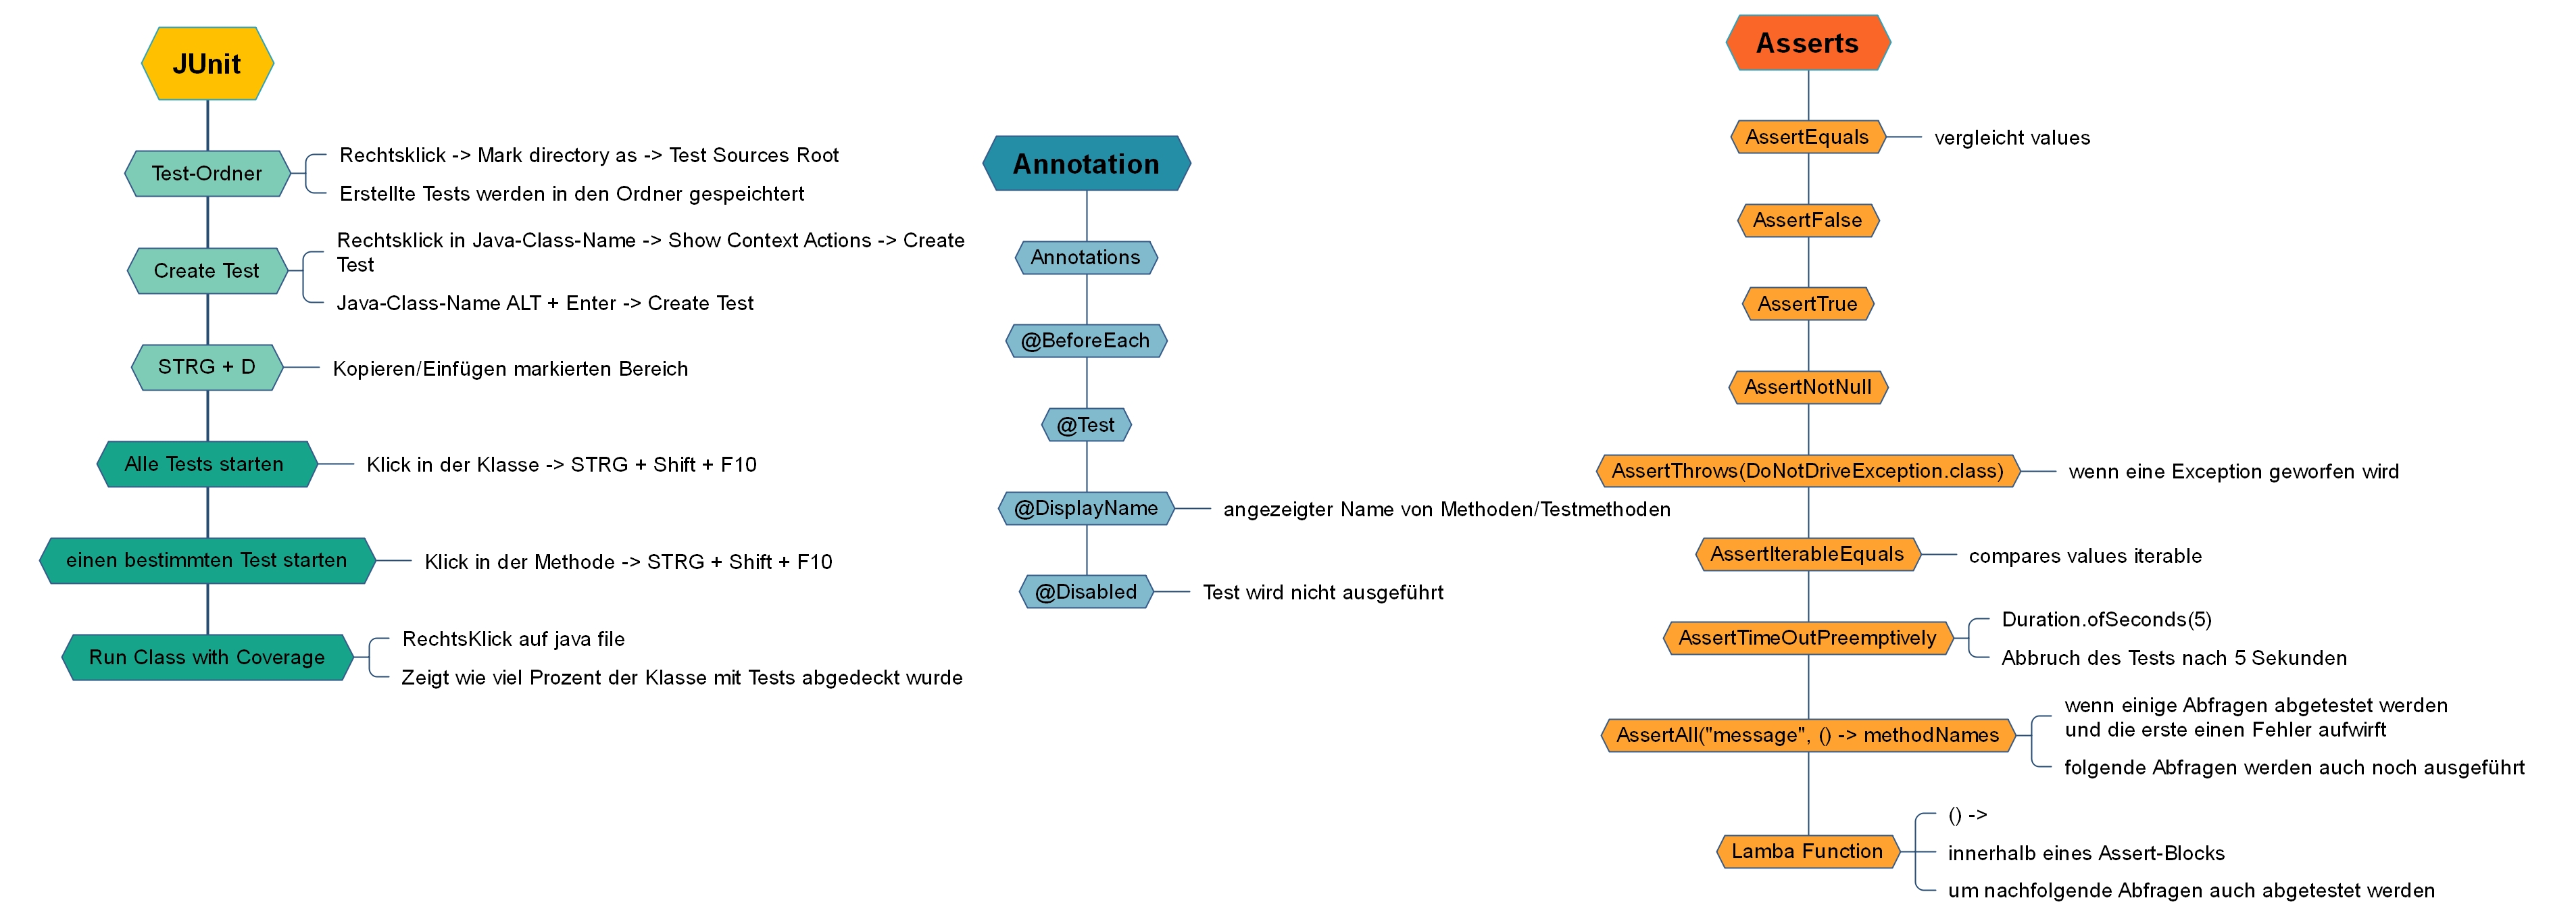 JUnit
Test-Ordner
Rechtsklick -> Mark directory as -> Test Sources Root
Erstellte Tests werden in den Ordner gespeichtert
Create Test
Rechtsklick in Java-Class-Name -> Show Context Actions -> Create
Test
Java-Class-Name ALT + Enter -> Create Test
STRG + D
Kopieren/Einfügen markierten Bereich
Alle Tests starten
Klick in der Klasse -> STRG + Shift + F10
einen bestimmten Test starten
Klick in der Methode -> STRG + Shift + F10
Run Class with Coverage
RechtsKlick auf java file
Zeigt wie viel Prozent der Klasse mit Tests abgedeckt wurde
Annotation
Annotations
@BeforeEach
@Test
@DisplayName
angezeigter Name von Methoden/Testmethoden
@Disabled
Test wird nicht ausgeführt
Asserts
AssertEquals
vergleicht values
AssertFalse
AssertTrue
AssertNotNull
AssertThrows(DoNotDriveException.class)
wenn eine Exception geworfen wird
AssertIterableEquals
compares values iterable
AssertTimeOutPreemptively
Duration.ofSeconds(5)
Abbruch des Tests nach 5 Sekunden
AssertAll("message", () -> methodNames
wenn einige Abfragen abgetestet werden
und die erste einen Fehler aufwirft
folgende Abfragen werden auch noch ausgeführt
Lamba Function
() ->
innerhalb eines Assert-Blocks
um nachfolgende Abfragen auch abgetestet werden